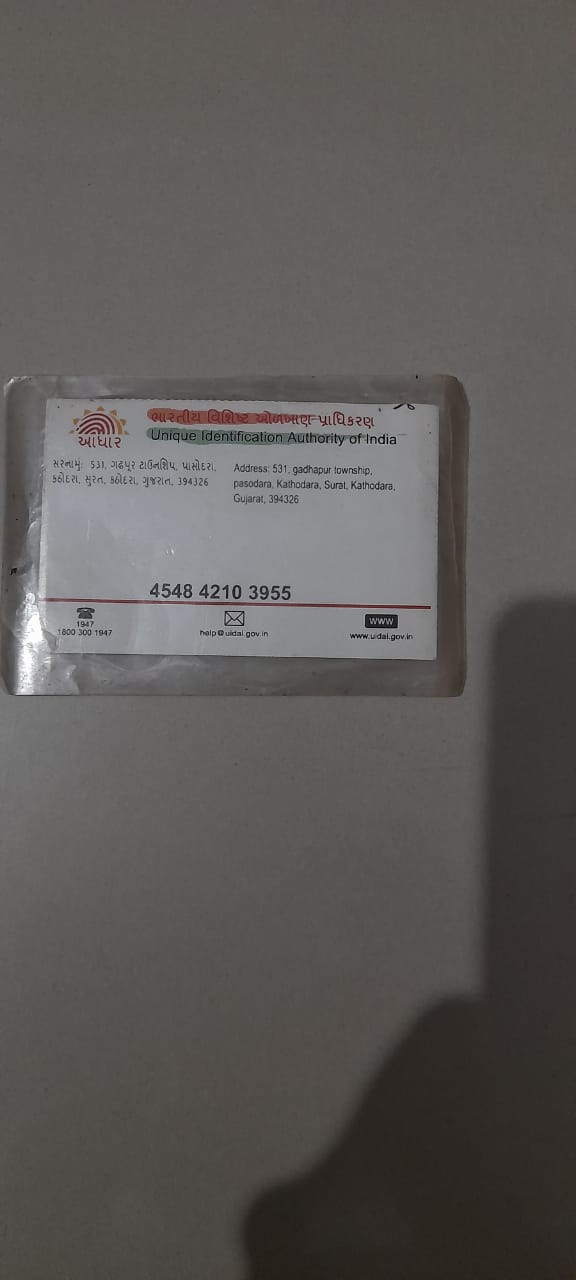 ભારતીય વિશિષ્ટ ઓળખાણ પ્રાધિકરણ
Unique Identification Authority of India
આધાર
સરનામું: 531, ગઢપુર ટાઉનશિપ, પાસોદરા,
કઠોદરા, સુરત, કઠોદરા, ગુજરાત, 394326
Address: 531, gadhapur township,
pasodara, Kathodara, Surat, Kathodara,
Gujarat, 394326
4548 4210 3955
1947
1800 300 1947
help@uidai.gov.in
WWW
www.uidai.gov.in